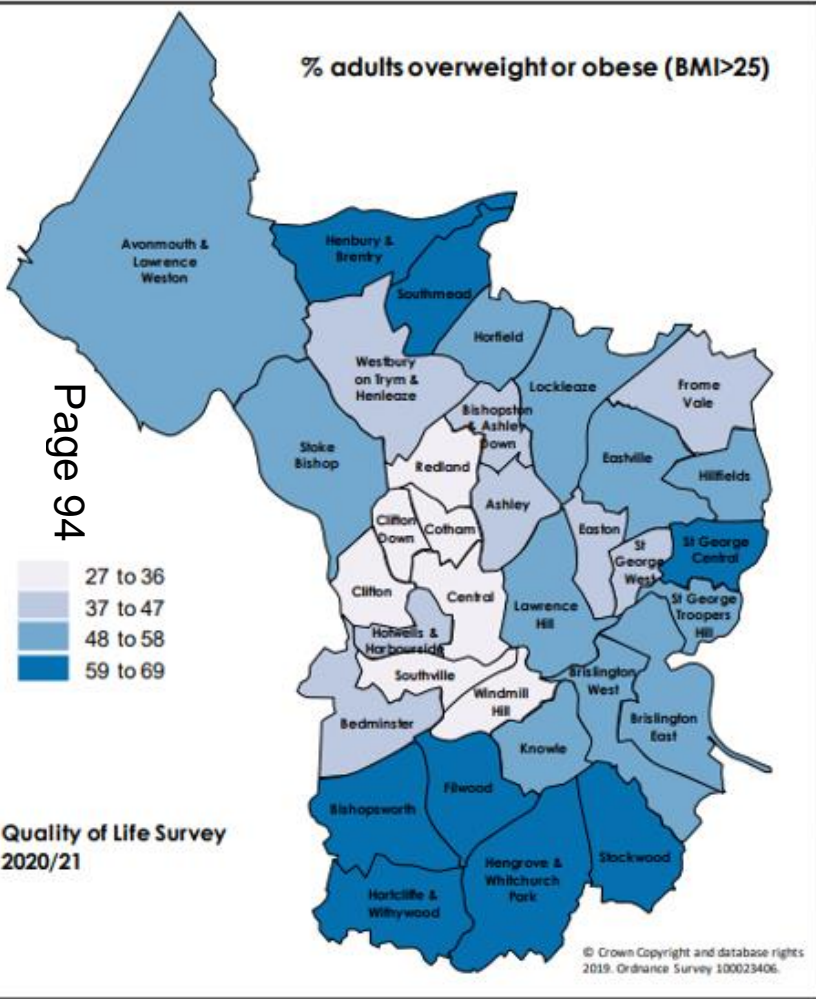 % adults overweight or obese (BMI>25)
Avonmouth &
Lawrence
Weston
Henbury &
Brentry
Southmead
Horfield
Lockleaze
Westbury
on Trym &
Henleaze
Frome
Vale
Bishopston
& Ashley
Down
Stoke
Bishop
Redland
Eastville
Hillfields
Ashley
Clifton
Down
Cotham
Easton
St
George
West
St George
Central
Clifton
Central
Lawrence
Hill
St George
Troopers
Hill
Hotwells &
Harbourside
Southville
Windmill
Hill
Brislington
West
Brislington
East
Bedminster
Knowle
Filwood
Bishopsworth
Hengrove &
Whitchurch
Park
Stockwood
Hartcliffe &
Withywood
Page 94
27 to 36
37 to 47
48 to 58
59 to 69
Quality of Life Survey
2020/21
© Crown Copyright and database rights
2019. Ordnance Survey 100023406.